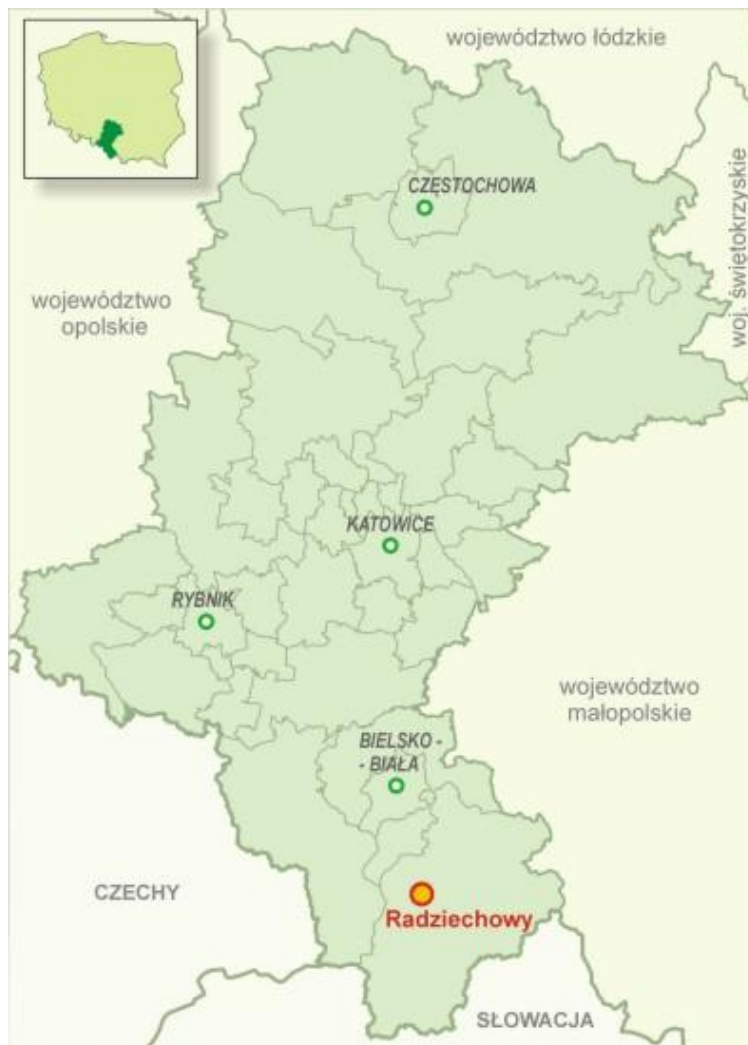 województwo łódzkie
CZĘSTOCHOWA
woj. świętokrzyskie
województwo
opolskie
KATOWICE
RYBNIK
województwo
małopolskie
BIELSKO -
- BIAŁA
CZECHY
Radziechowy
SŁOWACJA